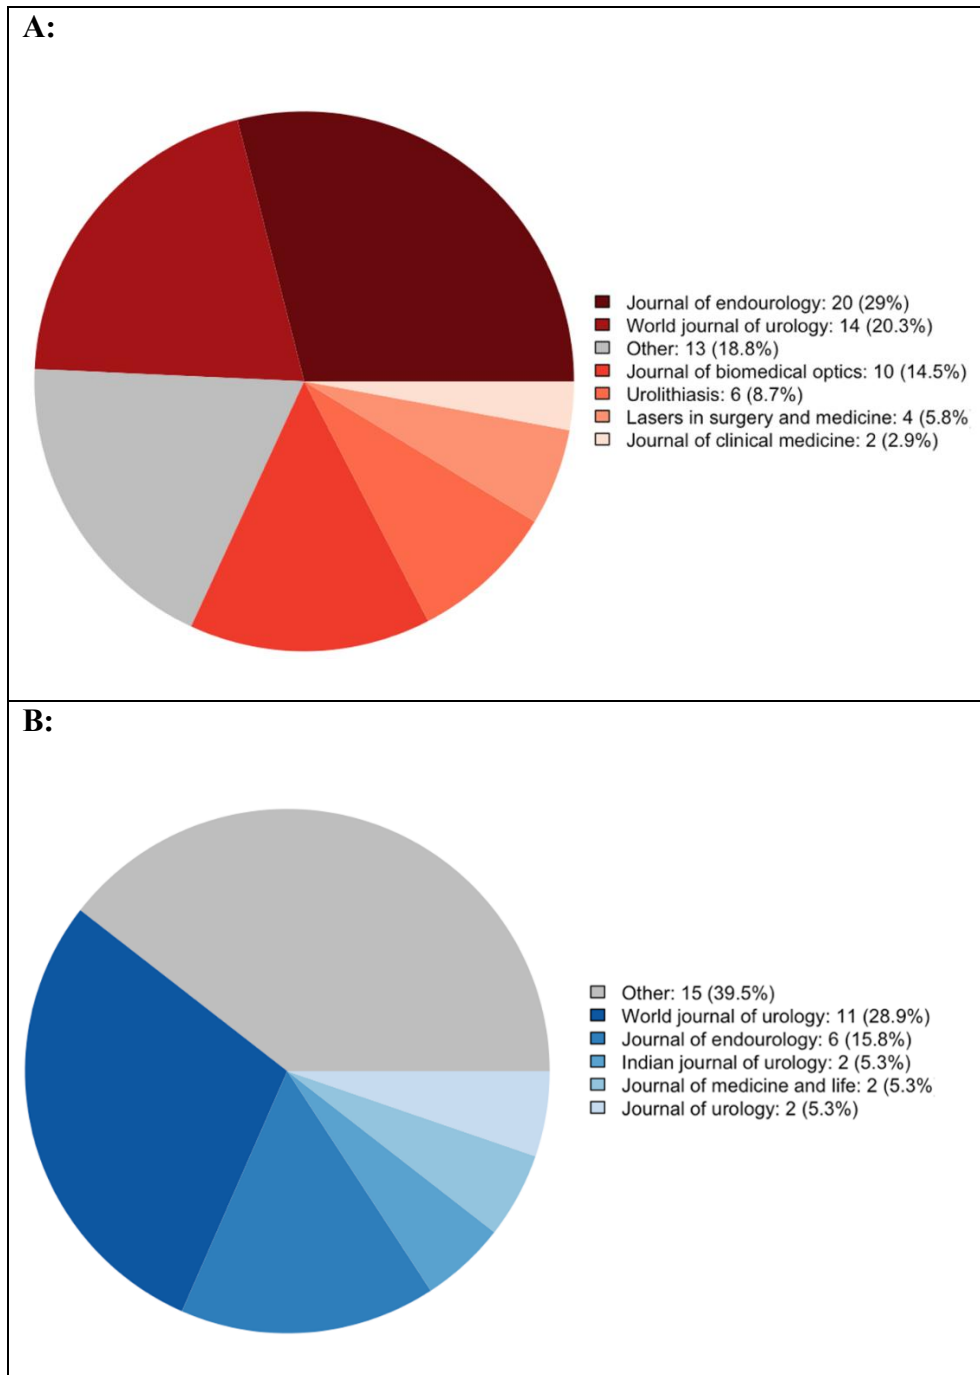 A:
Journal of endourology: 20 (29%)
World journal of urology: 14 (20.3%)
Other: 13 (18.8%)
Journal of biomedical optics: 10 (14.5%)
Urolithiasis: 6 (8.7%)
Lasers in surgery and medicine: 4 (5.8%
Journal of clinical medicine: 2 (2.9%)
B:
Other: 15 (39.5%)
World journal of urology: 11 (28.9%)
Journal of endourology: 6 (15.8%)
Indian journal of urology: 2 (5.3%)
Journal of medicine and life: 2 (5.3%
Journal of urology: 2 (5.3%)